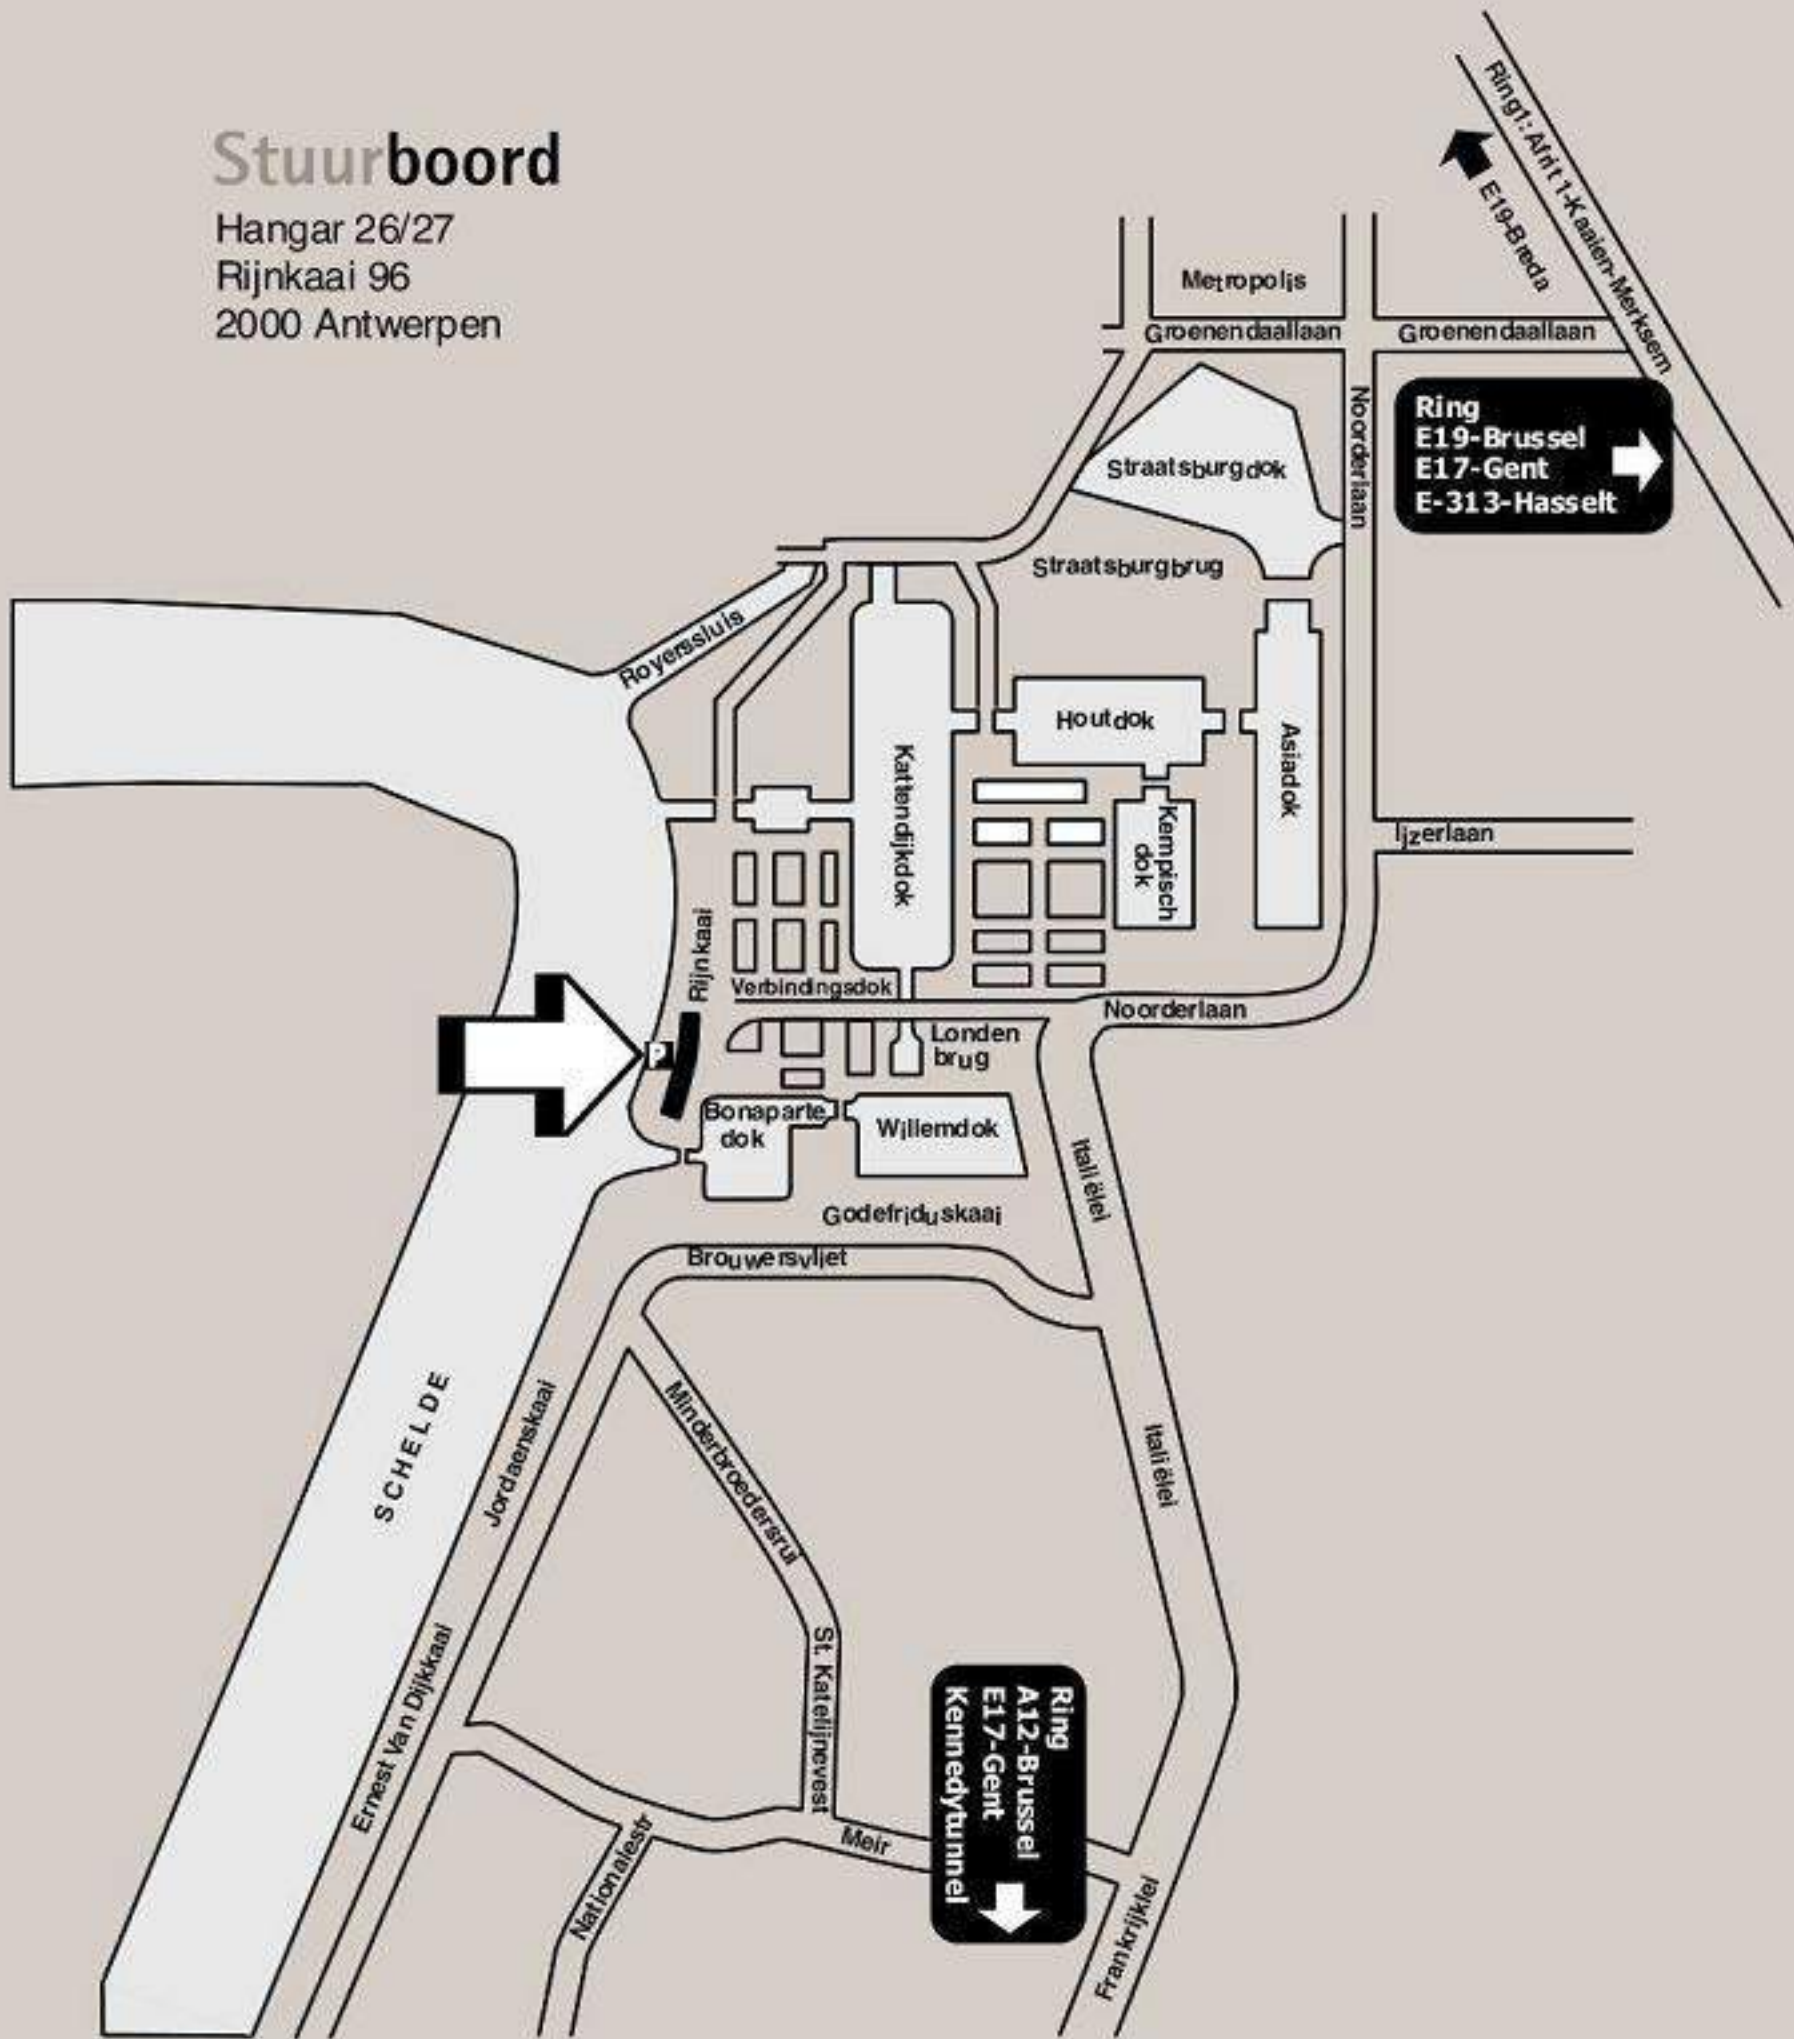 Stuurboord
Hangar 26/27
Rijnkaai 96
2000 Antwerpen
Ring1: Afrit 1-Kaaien-Merksem
E19-Breda
Metropolis
Groenendaallaan
Groenendaallaan
Noorderlaan
Ring
E19-Brussel
E17-Gent
E-313-Hasselt
Straatsburgdok
Straatsburgbrug
Royerssluis
Houtdok
Asiadok
Kattendijkdok
Kempisch
dok
Ijzerlaan
Rijnkaai
Verbindingsdok
Noorderlaan
P
Londen
brug
Bonaparte
dok
Willemdok
Italiëlei
Godefriduskaai
Brouwersvliet
SCHELDE
Jordaenskaai
Minderbroedersrui
Italiëlei
Ernest Van Dijkkaai
St. Katelijnevest
Ring
A12-Brussel
E17-Gent
Kennedytunnel
Meir
Nationalestr
Frankrijklei